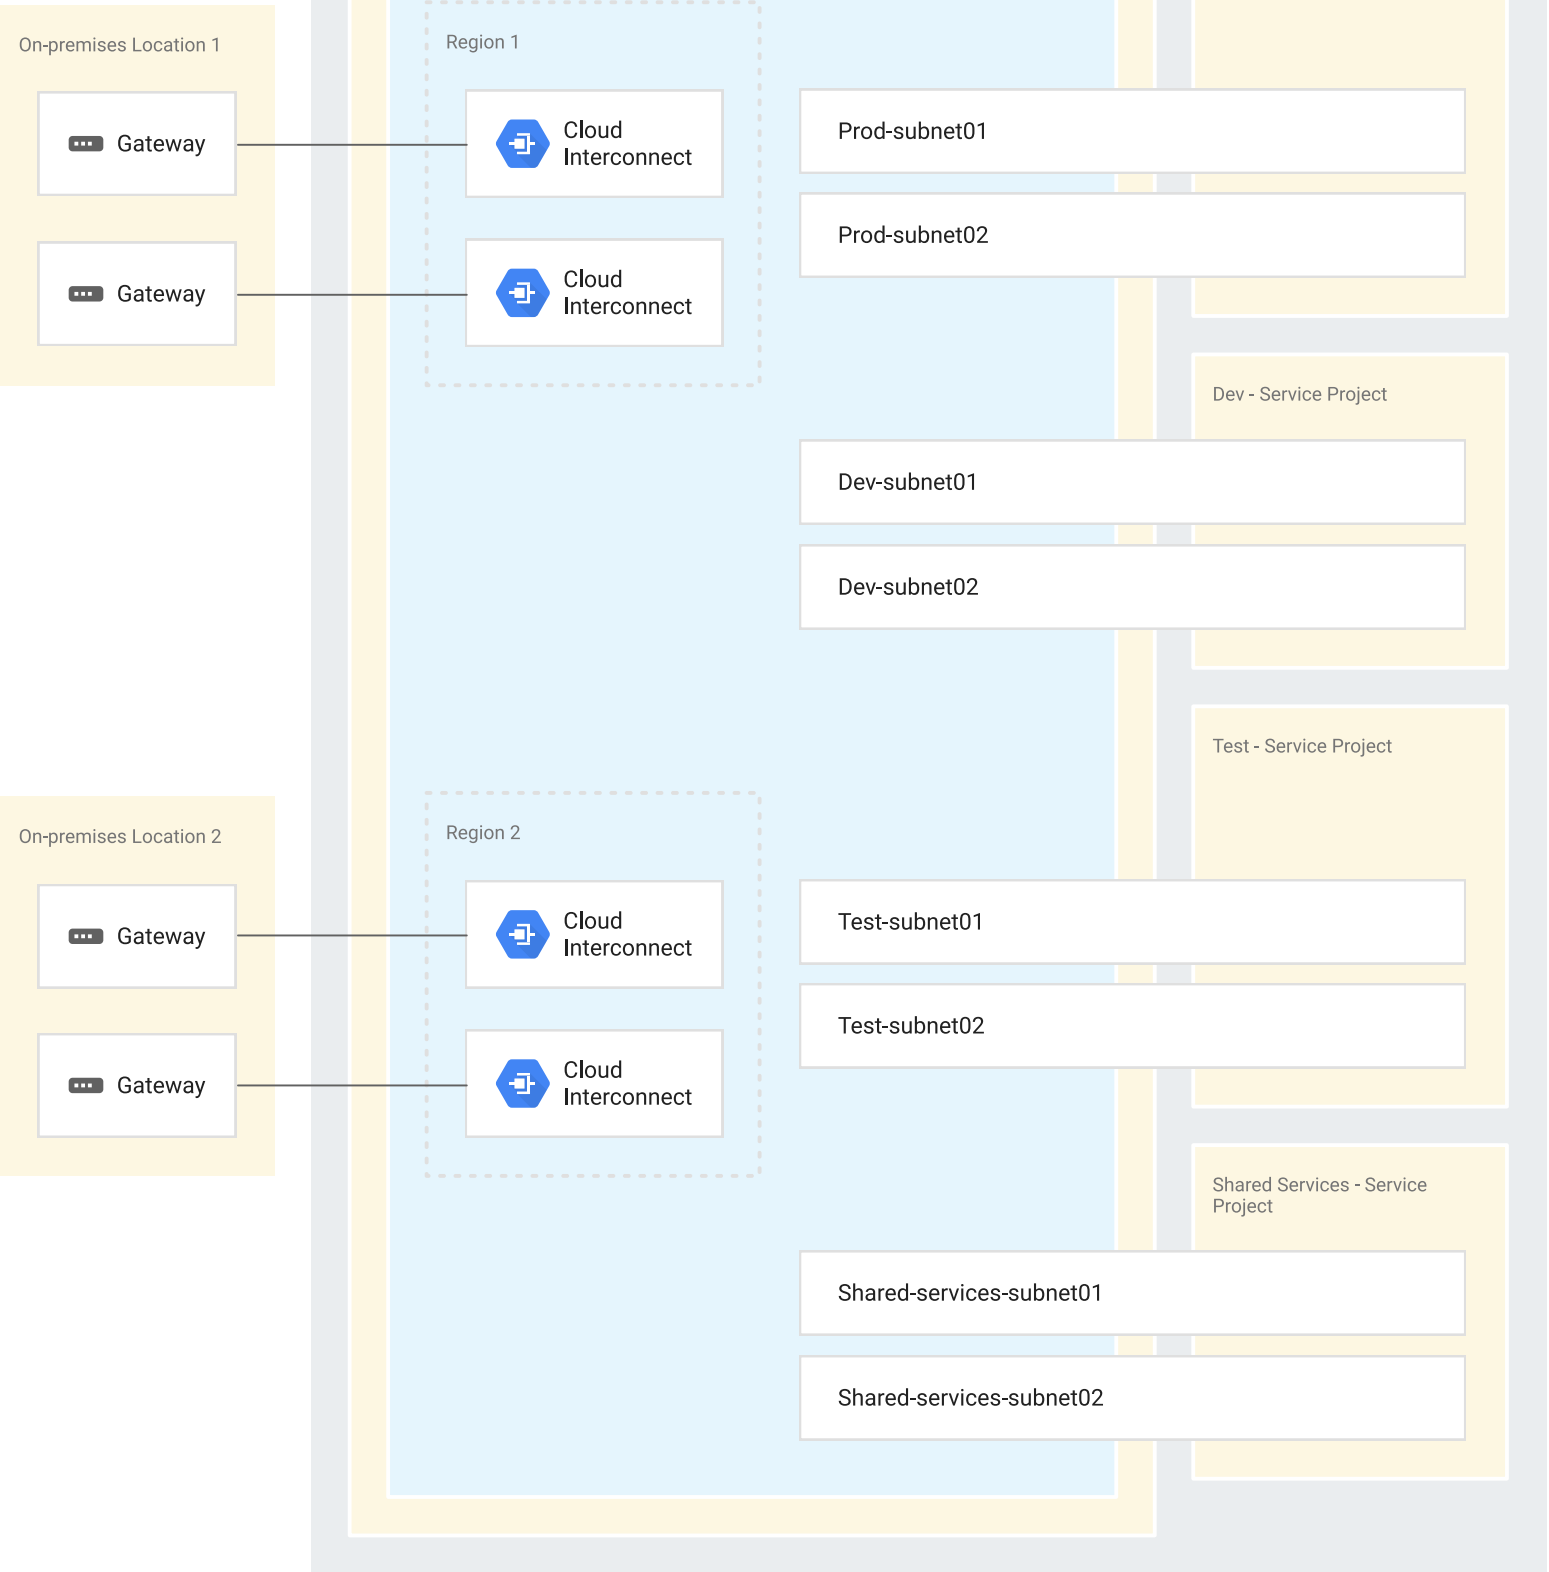 On-premises Location 1
Gateway
Gateway
Region 1
Cloud
Interconnect
Cloud
Interconnect
Prod-subnet01
Prod-subnet02
Dev - Service Project
Dev-subnet01
Dev-subnet02
Test - Service Project
On-premises Location 2
Gateway
Gateway
Region 2
Cloud
Interconnect
Cloud
Interconnect
Test-subnet01
Test-subnet02
Shared Services - Service
Project
Shared-services-subnet01
Shared-services-subnet02